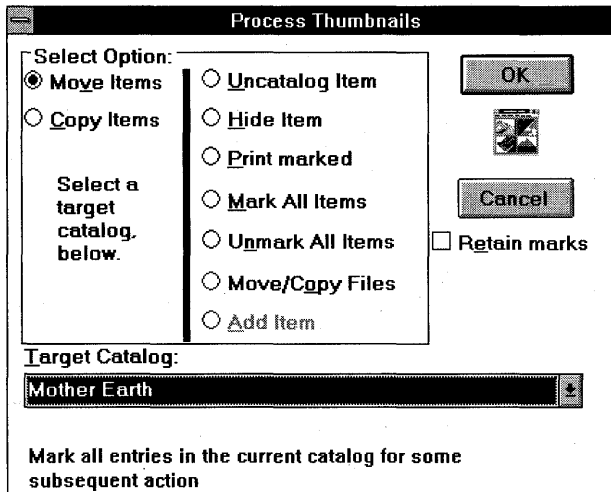 Process Thumbnails
Select Option:
Move Items
Copy Items
Select a
target
catalog,
below.
Uncatalog Item
Hide Item
Print marked
Mark All Items
Unmark All Items
Move/Copy Files
Add Item
OK
Cancel
Retain marks
Target Catalog:
Mother Earth
Mark all entries in the current catalog for some
subsequent action